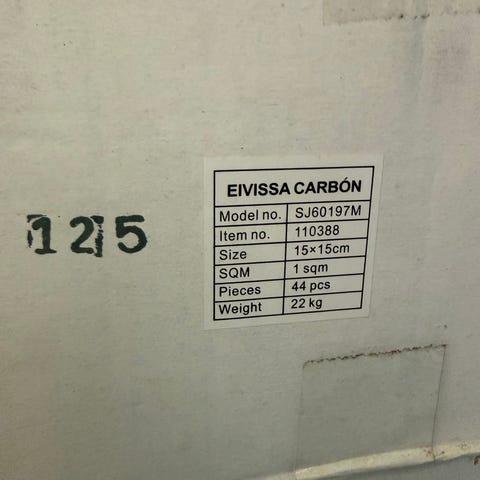 125
EIVISSA CARBÓN
Model no. SJ60197M
Item no. 110388
Size 15×15cm
SQM 1 sqm
Pieces 44 pcs
Weight 22 kg